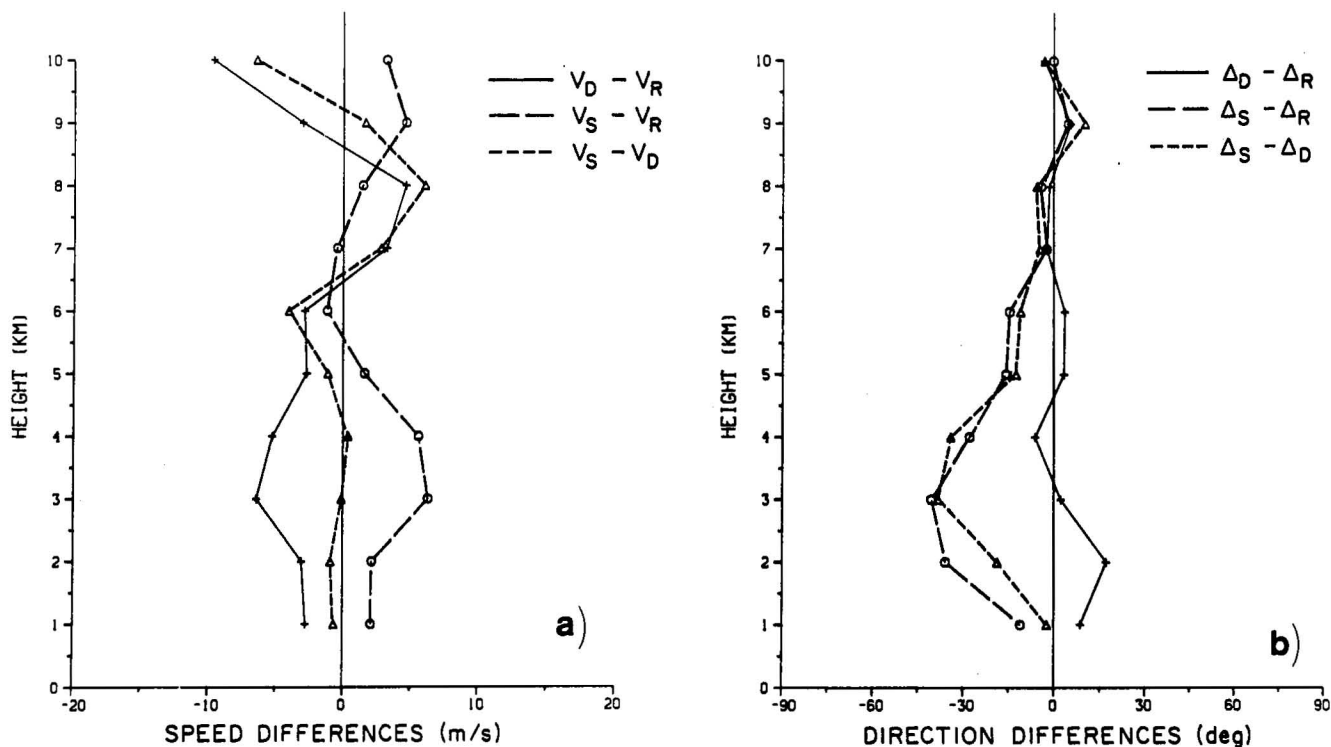 10
9
8
7
6
5
4
3
2
1
0
HEIGHT (KM)
-20
-10
0
10
20
SPEED DIFFERENCES (m/s)
V_D - V_R
V_S - V_R
V_S - V_D
a)
10
9
8
7
6
5
4
3
2
1
0
HEIGHT (KM)
-90
-60
-30
0
30
60
90
DIRECTION DIFFERENCES (deg)
Δ_D - Δ_R
Δ_S - Δ_R
Δ_S - Δ_D
b)